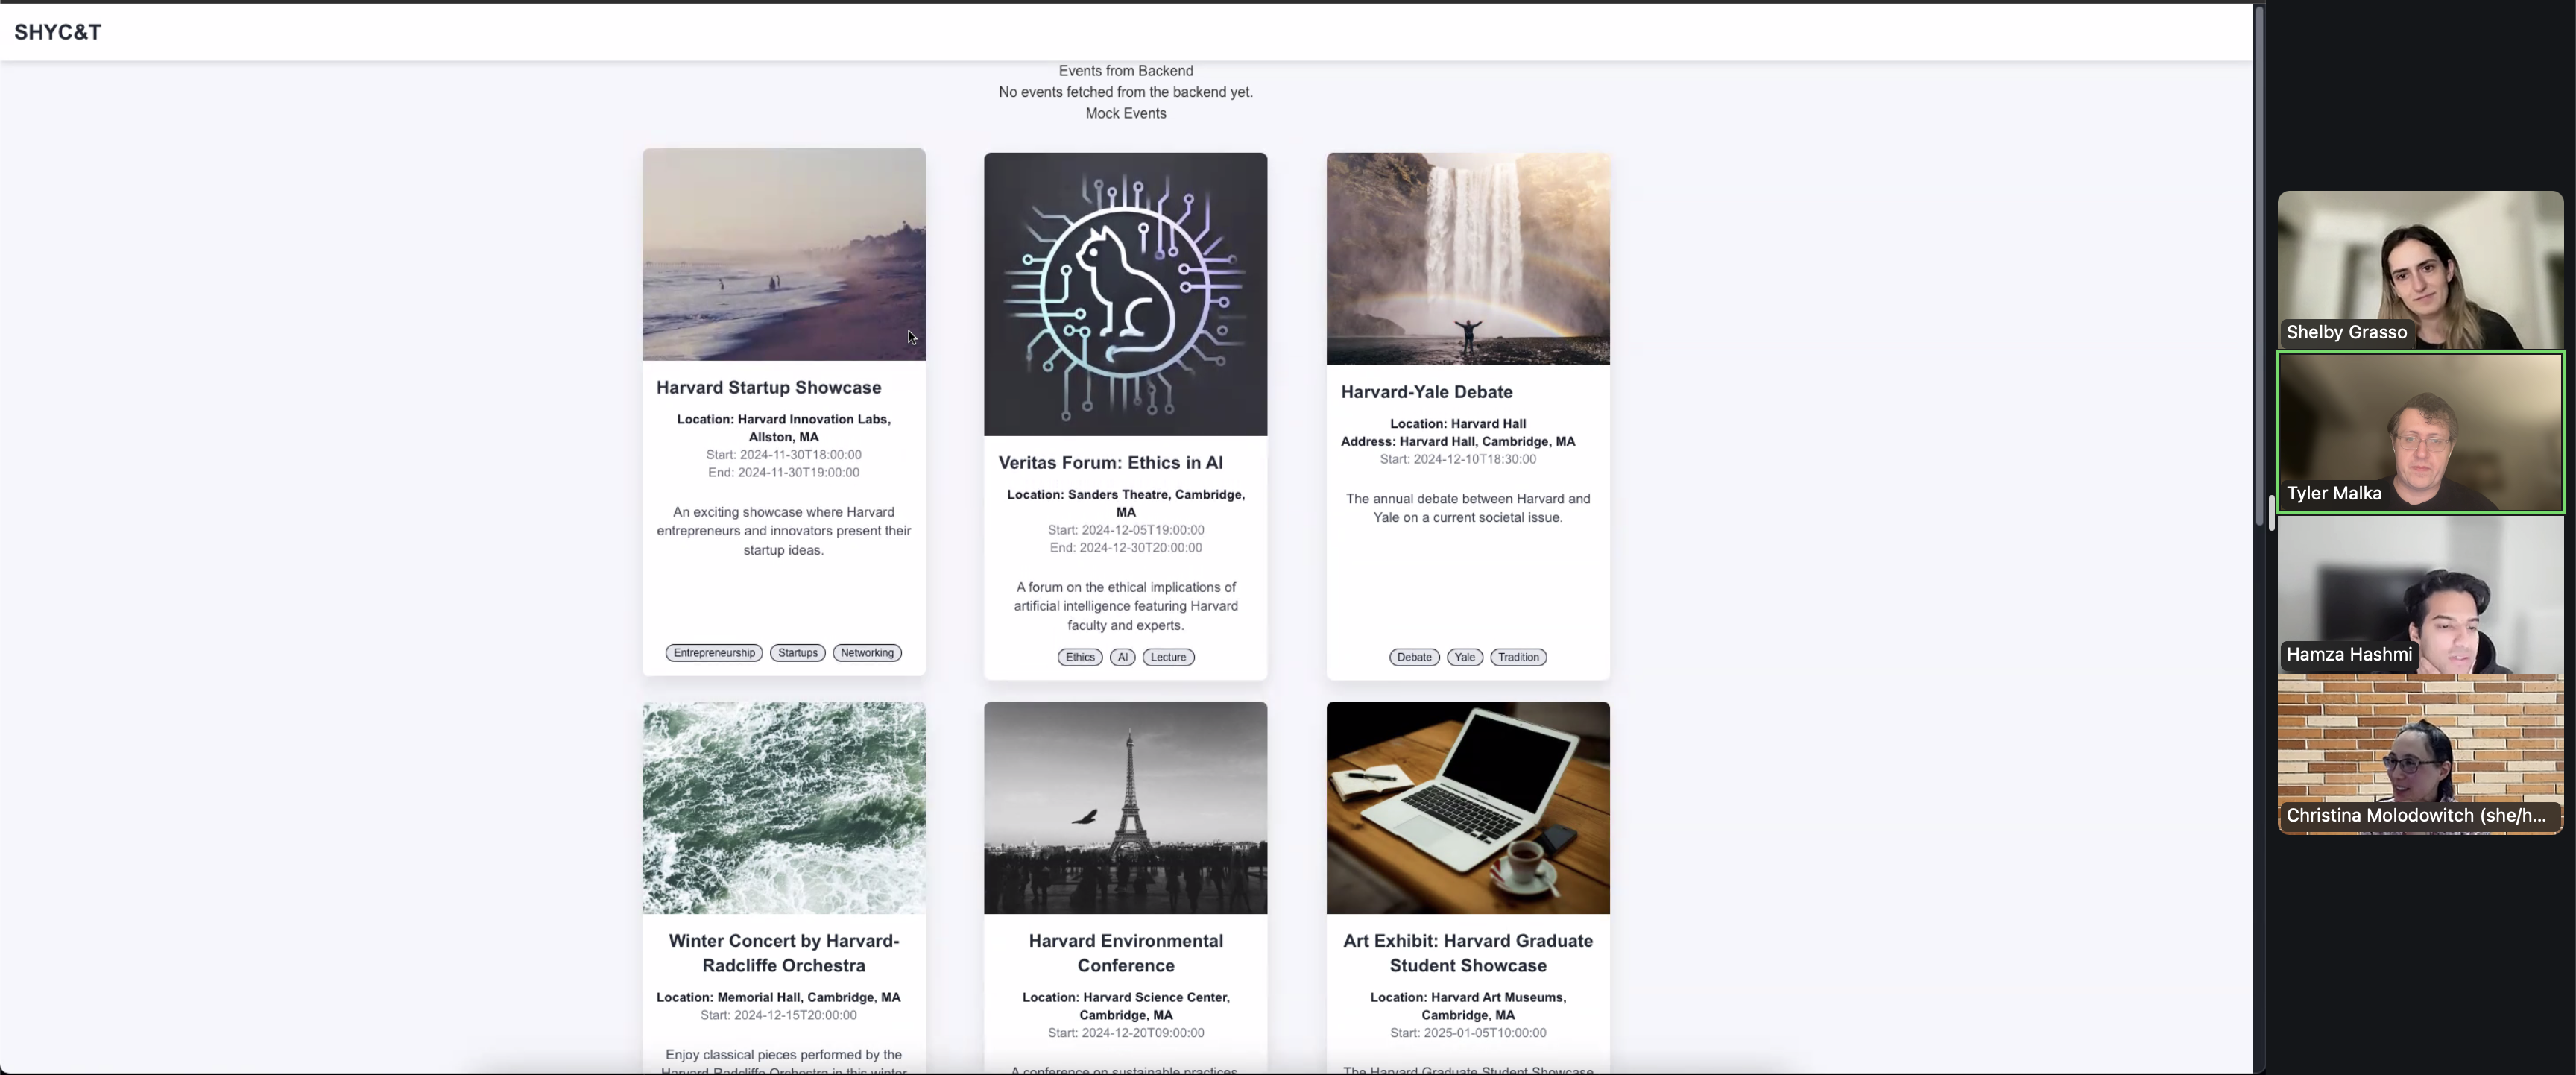 SHYC&T
Events from Backend
No events fetched from the backend yet.
Mock Events
Harvard Startup Showcase
Location: Harvard Innovation Labs,
Allston, MA
Start: 2024-11-30T18:00:00
End: 2024-11-30T19:00:00
An exciting showcase where Harvard
entrepreneurs and innovators present their
startup ideas.
Entrepreneurship
Startups
Networking
Veritas Forum: Ethics in AI
Location: Sanders Theatre, Cambridge,
MA
Start: 2024-12-05T19:00:00
End: 2024-12-30T20:00:00
A forum on the ethical implications of
artificial intelligence featuring Harvard
faculty and experts.
Ethics
AI
Lecture
Harvard-Yale Debate
Location: Harvard Hall
Address: Harvard Hall, Cambridge, MA
Start: 2024-12-10T18:30:00
The annual debate between Harvard and
Yale on a current societal issue.
Debate
Yale
Tradition
Winter Concert by Harvard-
Radcliffe Orchestra
Location: Memorial Hall, Cambridge, MA
Start: 2024-12-15T20:00:00
Enjoy classical pieces performed by the
Harvard-Radcliffe Orchestra in this winter
Harvard Environmental
Conference
Location: Harvard Science Center,
Cambridge, MA
Start: 2024-12-20T09:00:00
A conference on sustainable practices
Art Exhibit: Harvard Graduate
Student Showcase
Location: Harvard Art Museums,
Cambridge, MA
Start: 2025-01-05T10:00:00
The Harvard Graduate Student Showcase
Shelby Grasso
Tyler Malka
Hamza Hashmi
Christina Molodowitch (she/h...